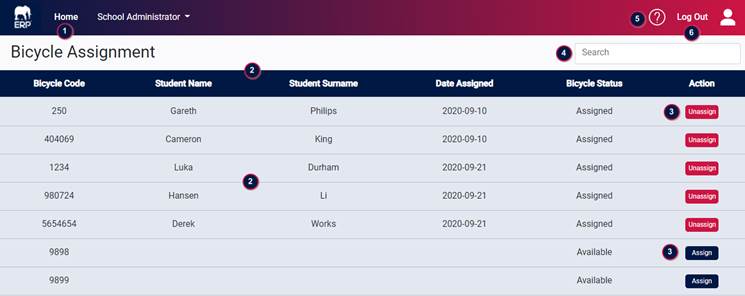 ERP
Home School Administrator 5 ? Log Out
1 6
Bicycle Assignment 4 Search
2
Bicycle Code Student Name Student Surname Date Assigned Bicycle Status Action
250 Gareth Philips 2020-09-10 Assigned 3 Unassign
404069 Cameron King 2020-09-10 Assigned Unassign
1234 Luka Durham 2020-09-21 Assigned Unassign
2
980724 Hansen Li 2020-09-21 Assigned Unassign
5654654 Derek Works 2020-09-21 Assigned Unassign
9898 Available 3 Assign
9899 Available Assign